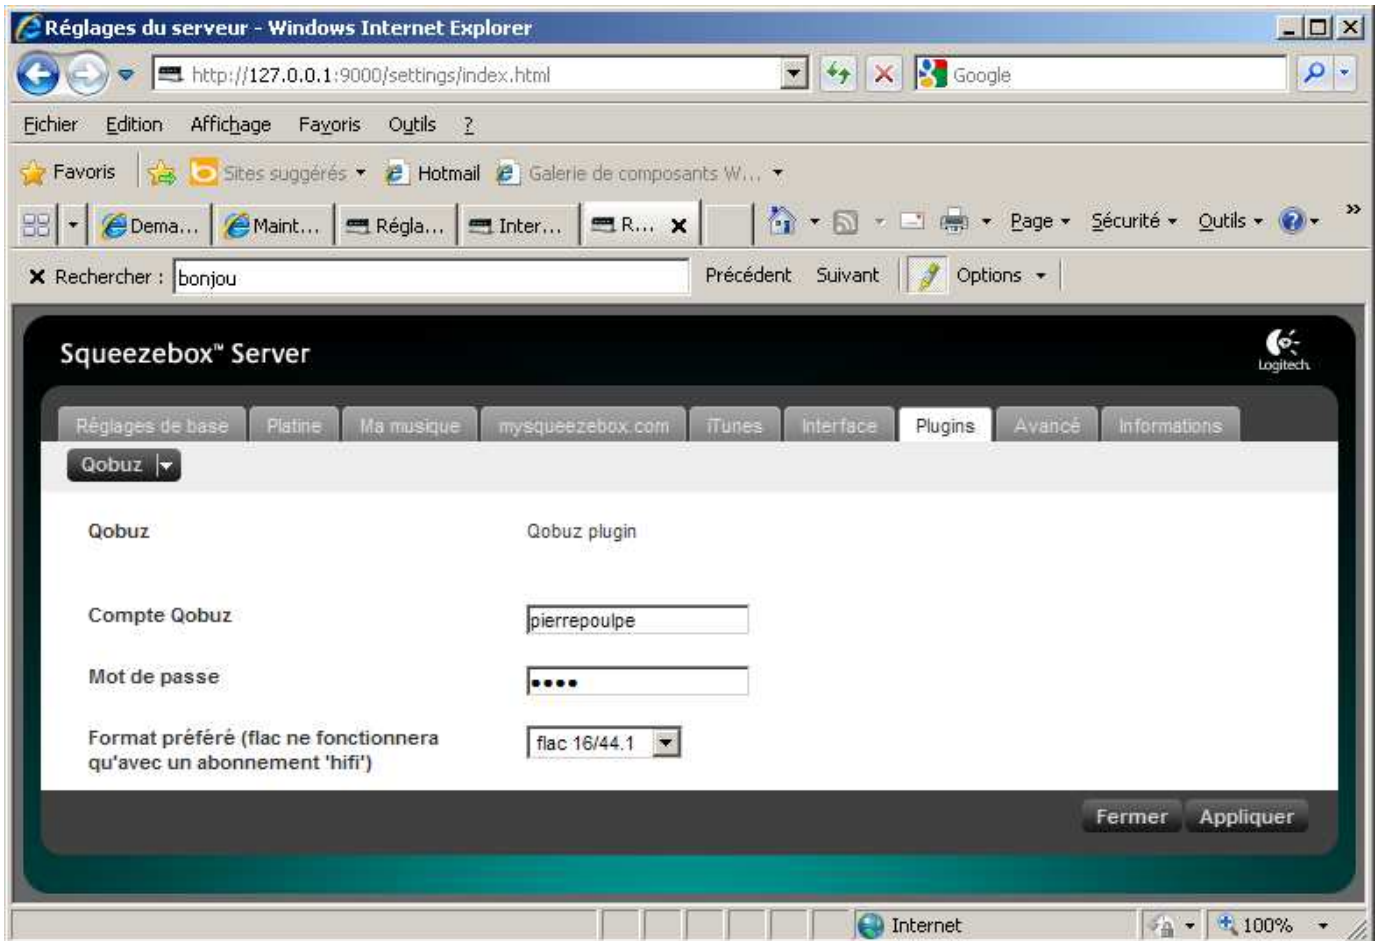 Réglages du serveur - Windows Internet Explorer
http://127.0.0.1:9000/settings/index.html Google
Fichier Edition Affichage Favoris Outils ?
Favoris Sites suggérés Hotmail Galerie de composants W...
Dema... Maint... Régla... Inter... R... Page Sécurité Outils »
Rechercher : bonjou Précédent Suivant Options
Squeezebox™ Server
Logitech
Réglages de base Platine Ma musique mysqueezebox.com iTunes Interface Plugins Avancé Informations
Qobuz
Qobuz Qobuz plugin
Compte Qobuz pierrepoulpe
Mot de passe ••••
Format préféré (flac ne fonctionnera
qu'avec un abonnement 'hifi') flac 16/44.1
Fermer Appliquer
Internet 100%